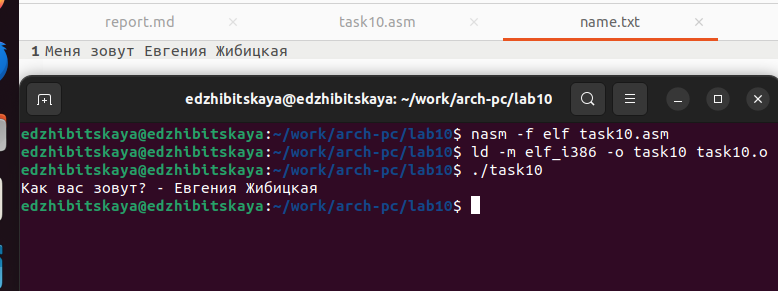 report.md task10.asm name.txt
1 Меня зовут Евгения Жибицкая
edzhibitskaya@edzhibitskaya: ~/work/arch-pc/lab10
edzhibitskaya@edzhibitskaya:~/work/arch-pc/lab10$ nasm -f elf task10.asm
edzhibitskaya@edzhibitskaya:~/work/arch-pc/lab10$ ld -m elf_i386 -o task10 task10.o
edzhibitskaya@edzhibitskaya:~/work/arch-pc/lab10$ ./task10
Как вас зовут? - Евгения Жибицкая
edzhibitskaya@edzhibitskaya:~/work/arch-pc/lab10$